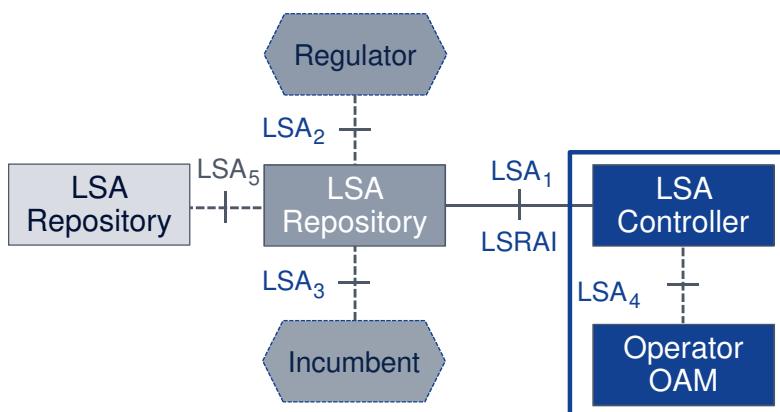 Regulator
LSA₂
LSA
Repository
LSA₅
LSA
Repository
LSA₁
LSRAI
LSA
Controller
LSA₃
LSA₄
Incumbent
Operator
OAM